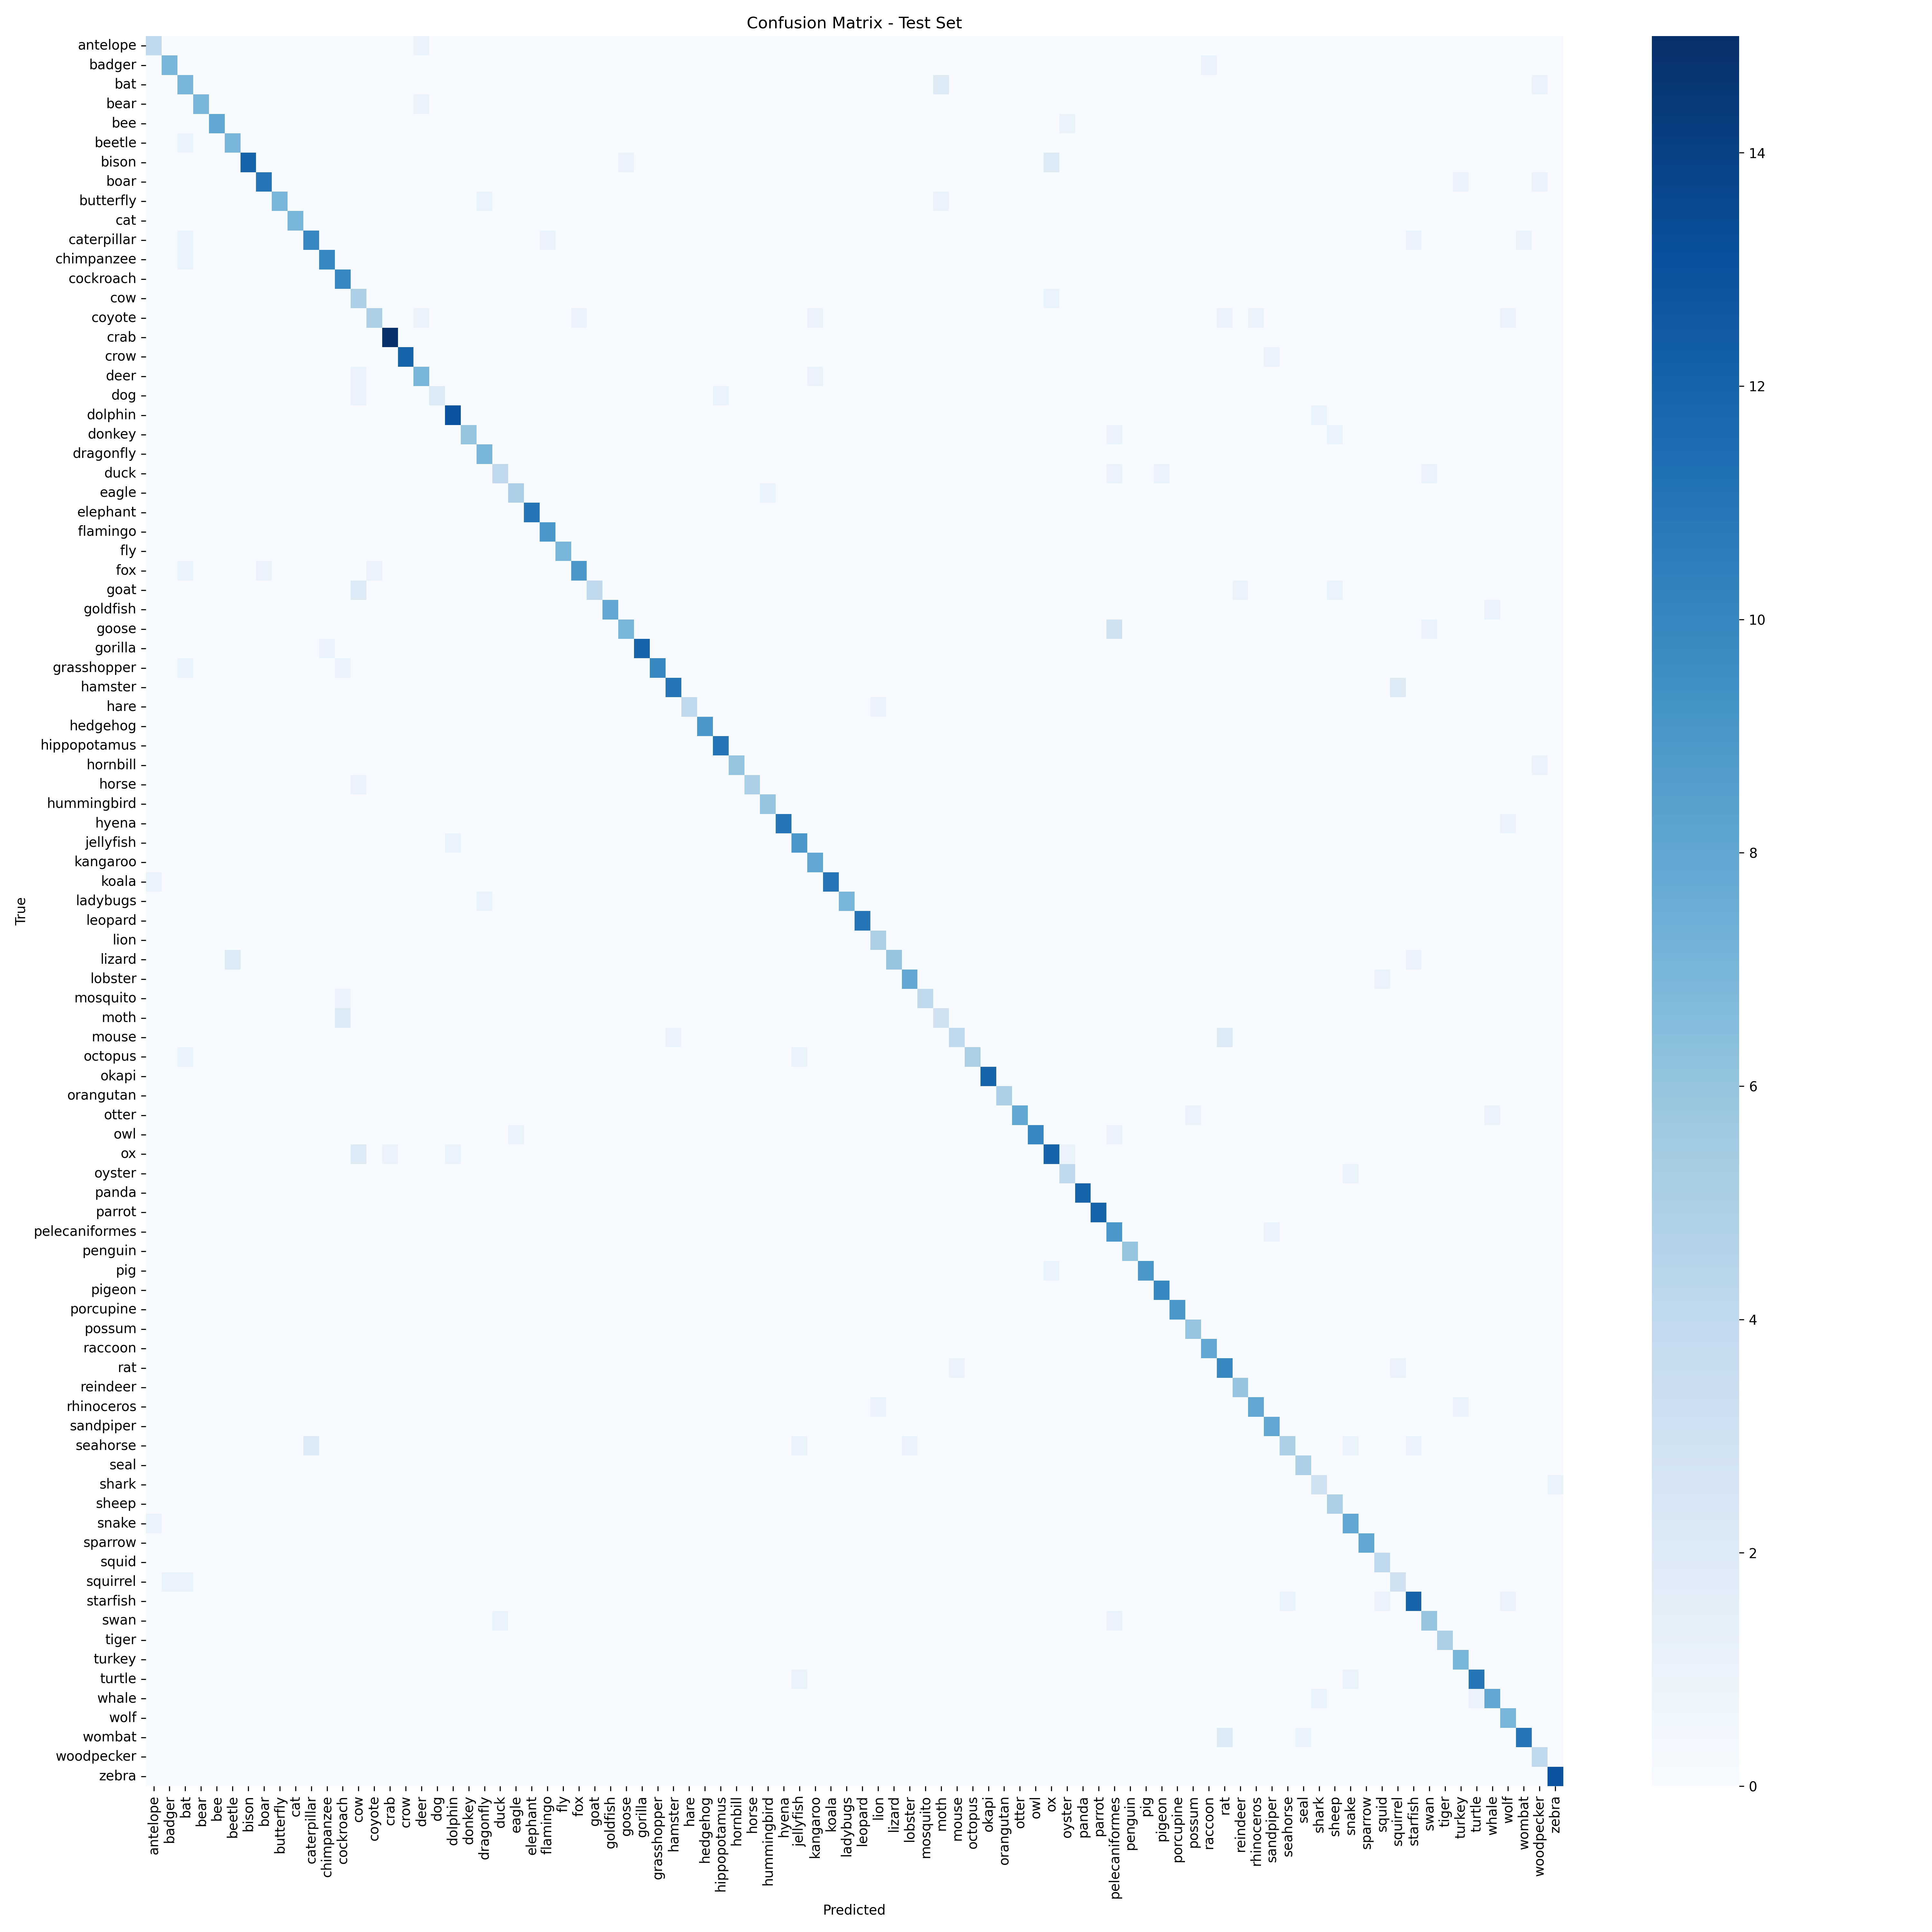 Confusion Matrix - Test Set
antelope
badger
bat
bear
bee
beetle
bison
boar
butterfly
cat
caterpillar
chimpanzee
cockroach
cow
coyote
crab
crow
deer
dog
dolphin
donkey
dragonfly
duck
eagle
elephant
flamingo
fly
fox
goat
goldfish
goose
gorilla
grasshopper
hamster
hare
hedgehog
hippopotamus
hornbill
horse
hummingbird
hyena
jellyfish
kangaroo
koala
ladybugs
leopard
lion
lizard
lobster
mosquito
moth
mouse
octopus
okapi
orangutan
otter
owl
ox
oyster
panda
parrot
pelecaniformes
penguin
pig
pigeon
porcupine
possum
raccoon
rat
reindeer
rhinoceros
sandpiper
seahorse
seal
shark
sheep
snake
sparrow
squid
squirrel
starfish
swan
tiger
turkey
turtle
whale
wolf
wombat
woodpecker
zebra
True
antelope
badger
bat
bear
bee
beetle
bison
boar
butterfly
cat
caterpillar
chimpanzee
cockroach
cow
coyote
crab
crow
deer
dog
dolphin
donkey
dragonfly
duck
eagle
elephant
flamingo
fly
fox
goat
goldfish
goose
gorilla
grasshopper
hamster
hare
hedgehog
hippopotamus
hornbill
horse
hummingbird
hyena
jellyfish
kangaroo
koala
ladybugs
leopard
lion
lizard
lobster
mosquito
moth
mouse
octopus
okapi
orangutan
otter
owl
ox
oyster
panda
parrot
pelecaniformes
penguin
pig
pigeon
porcupine
possum
raccoon
rat
reindeer
rhinoceros
sandpiper
seahorse
seal
shark
sheep
snake
sparrow
squid
squirrel
starfish
swan
tiger
turkey
turtle
whale
wolf
wombat
woodpecker
zebra
Predicted
14
12
10
8
6
4
2
0